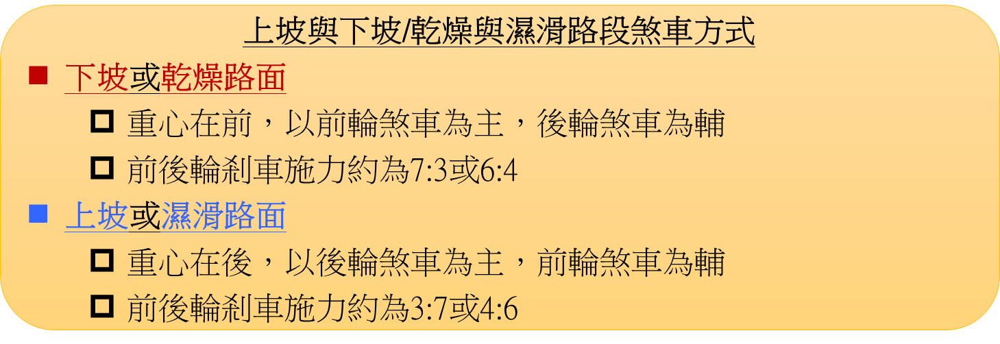 上坡與下坡/乾燥與濕滑路段煞車方式
下坡或乾燥路面
重心在前，以前輪煞車為主，後輪煞車為輔
前後輪剎車施力約為7:3或6:4
上坡或濕滑路面
重心在後，以後輪煞車為主，前輪煞車為輔
前後輪剎車施力約為3:7或4:6